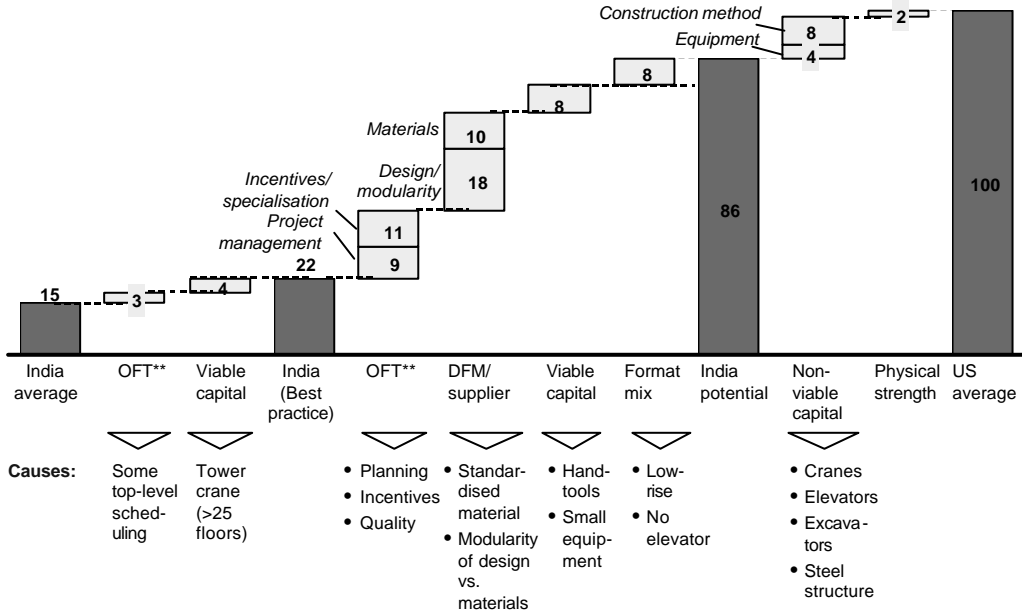 Construction method
8
2
Equipment
4
8
8
Materials
10
Design/
modularity
18
100
86
Incentives/
specialisation
11
Project
management
9
22
15
3
4
India
average
OFT**
Viable
capital
India
(Best
practice)
OFT**
DFM/
supplier
Viable
capital
Format
mix
India
potential
Non-
viable
capital
Physical
strength
US
average
Causes:
Some
top-level
sched-
uling
Tower
crane
(>25
floors)
• Planning
• Incentives
• Quality
• Standar-
dised
material
• Modularity
of design
vs.
materials
• Hand-
tools
• Small
equip-
ment
• Low-
rise
• No
elevator
• Cranes
• Elevators
• Excava-
tors
• Steel
structure